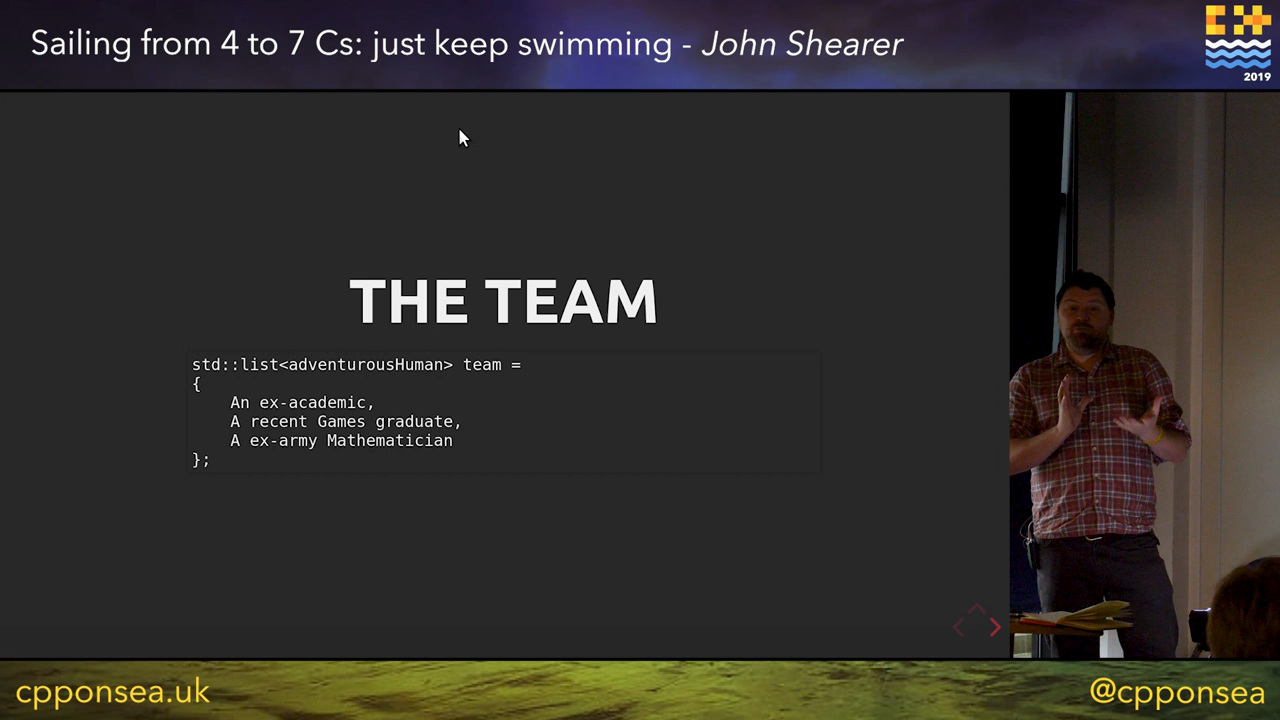 Sailing from 4 to 7 Cs: just keep swimming - John Shearer
2019
THE TEAM
std::list<adventurousHuman> team =
{
    An ex-academic,
    A recent Games graduate,
    A ex-army Mathematician
};
cpponsea.uk
@cpponsea